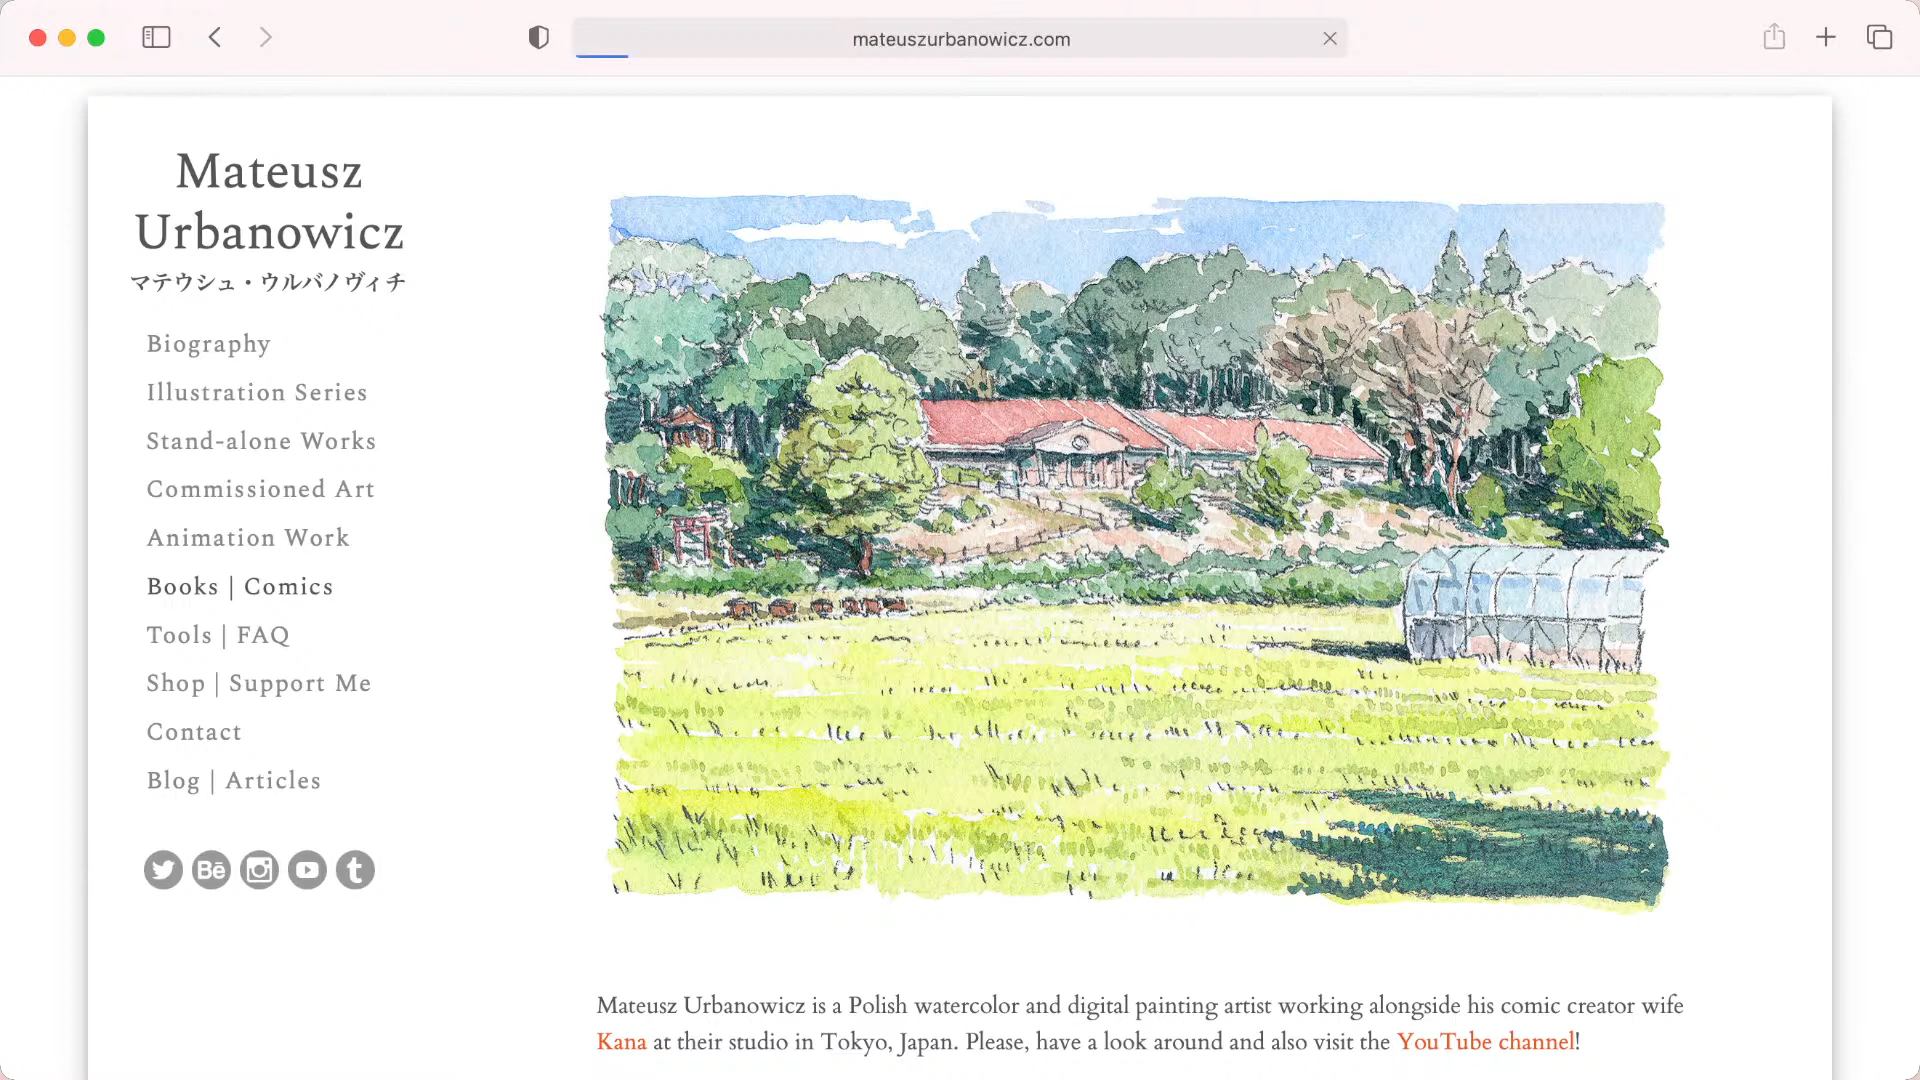 mateuszurbanowicz.com
Mateusz
Urbanowicz
マテウシュ・ウルバノヴィチ
Biography
Illustration Series
Stand-alone Works
Commissioned Art
Animation Work
Books | Comics
Tools | FAQ
Shop | Support Me
Contact
Blog | Articles
Bē
t
Mateusz Urbanowicz is a Polish watercolor and digital painting artist working alongside his comic creator wife
Kana at their studio in Tokyo, Japan. Please, have a look around and also visit the YouTube channel!